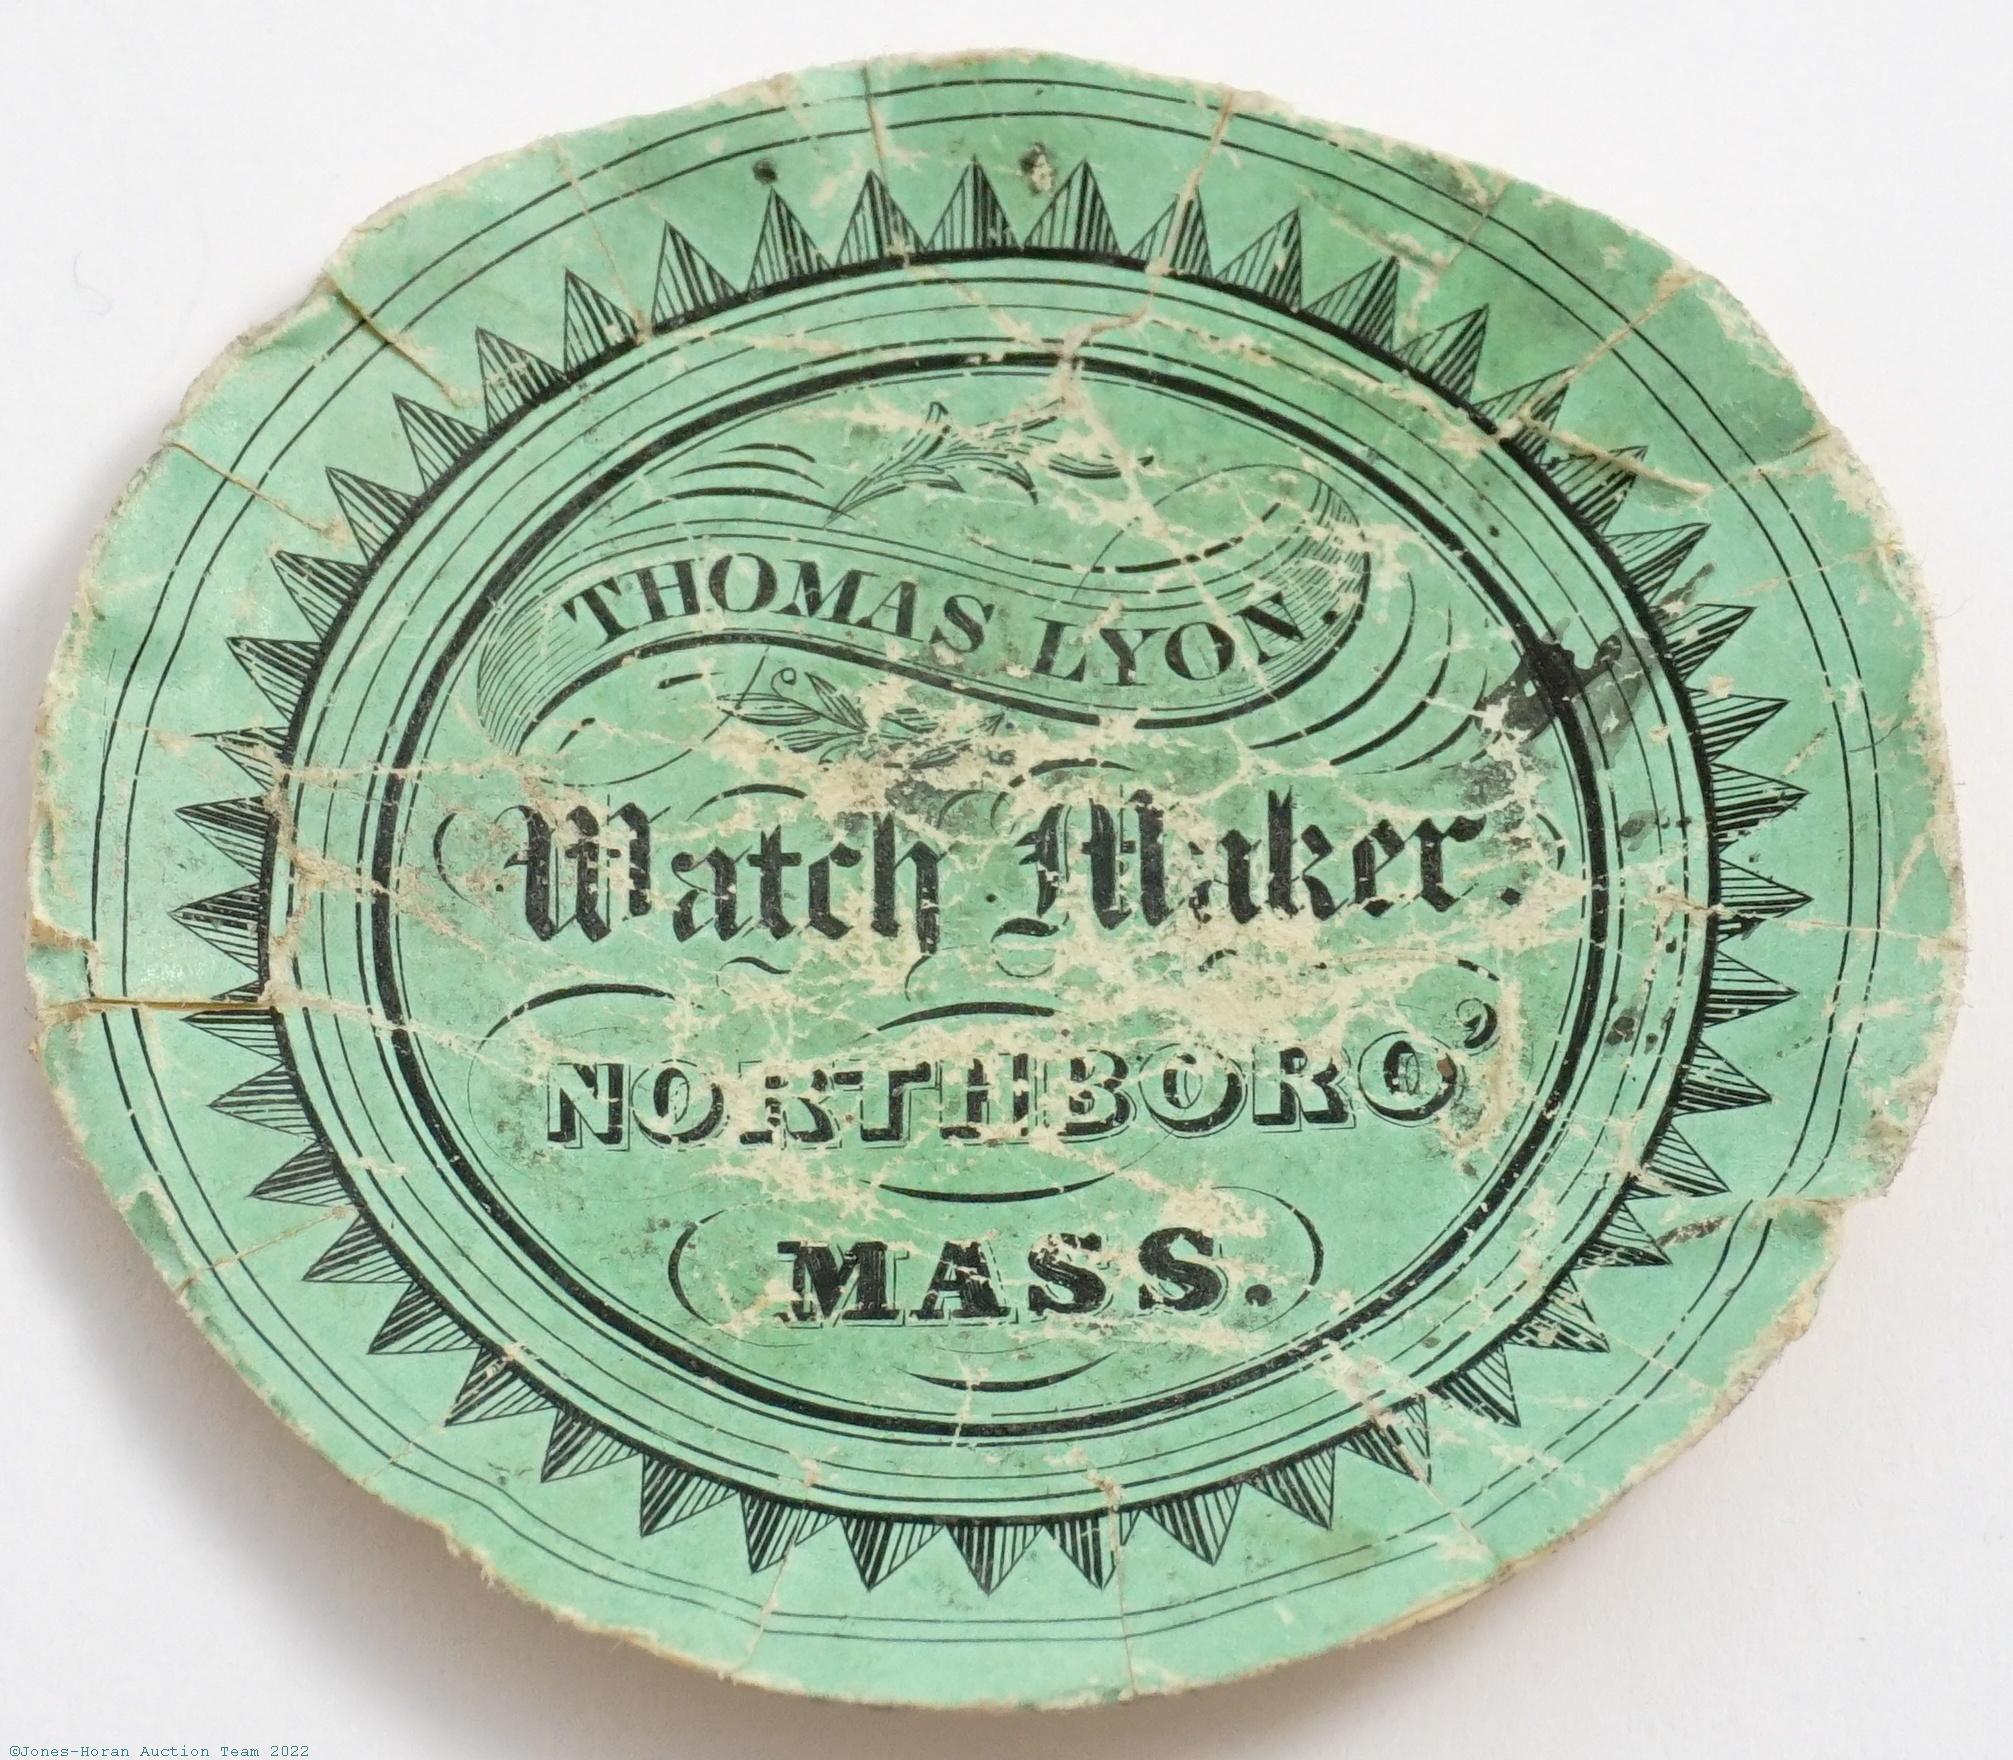 THOMAS LYON.
Watch Maker.
NORTHBORO'
MASS.
©Jones-Horan Auction Team 2022